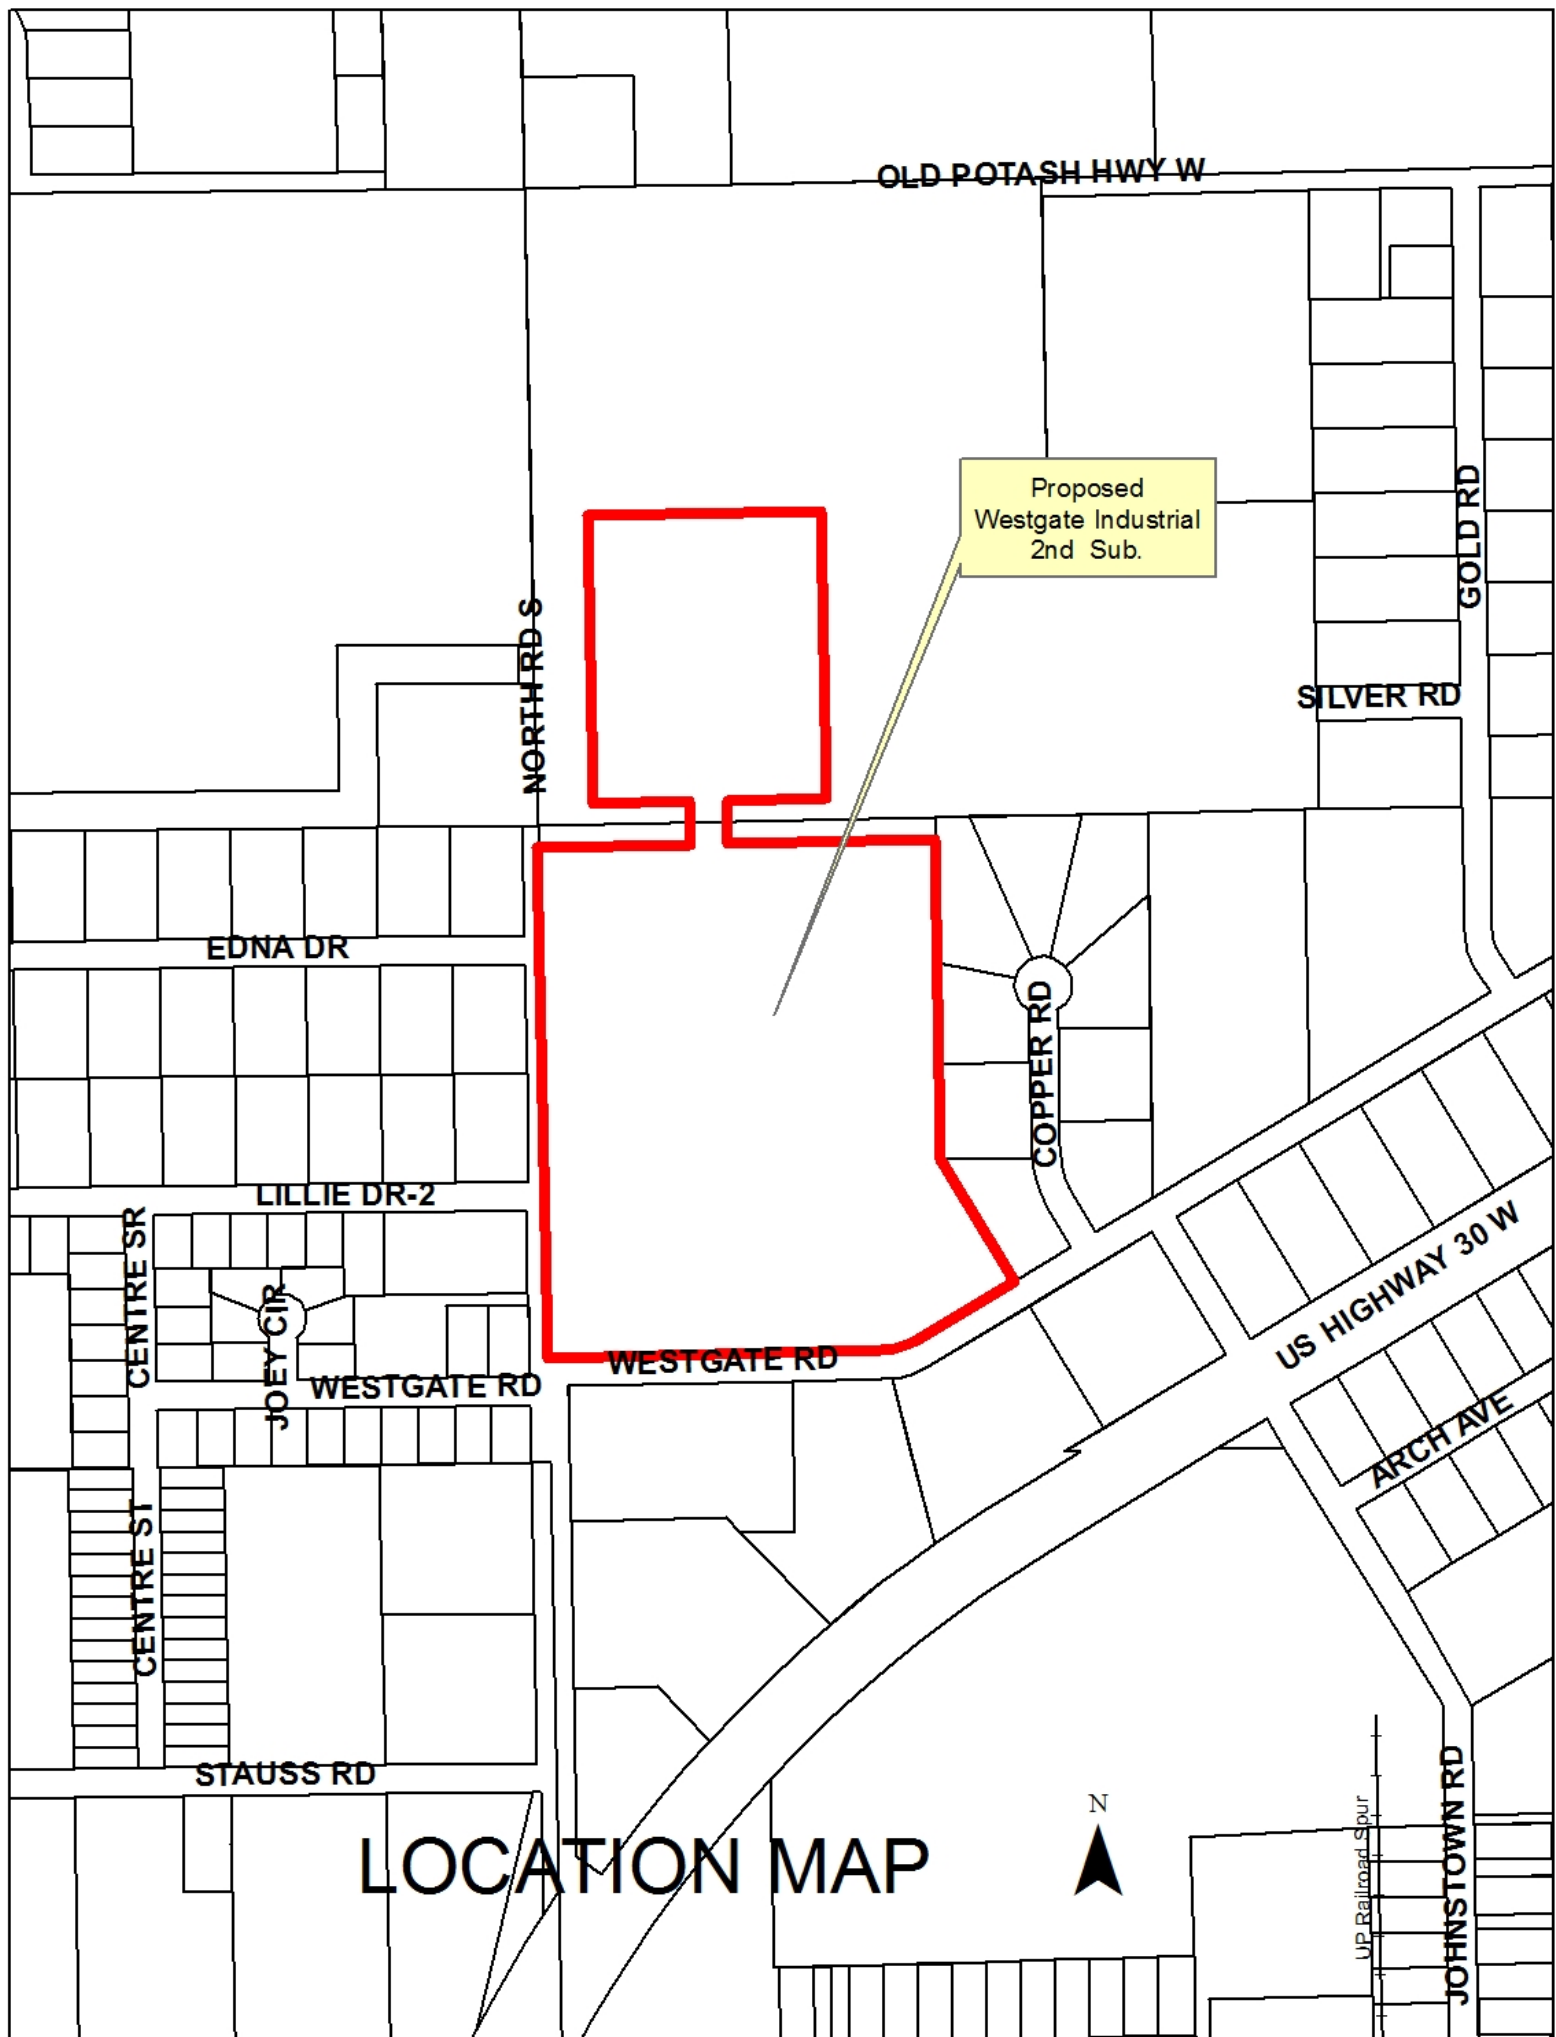 OLD POTASH HWY W
Proposed
Westgate Industrial
2nd Sub.
GOLD RD
NORTH RD S
SILVER RD
EDNA DR
COPPER RD
LILLIE DR-2
CENTRE SR
JOEY CIR
US HIGHWAY 30 W
WESTGATE RD
WESTGATE RD
ARCH AVE
CENTRE ST
STAUSS RD
N
LOCATION MAP
UP Railroad Spur
JOHNSTOWN RD